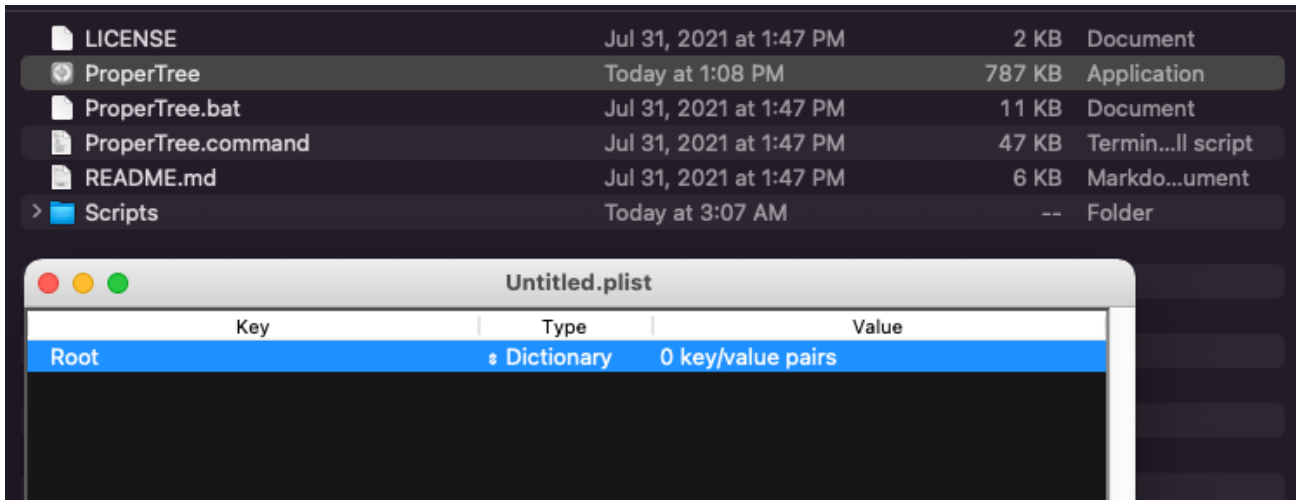 LICENSE Jul 31, 2021 at 1:47 PM 2 KB Document
ProperTree Today at 1:08 PM 787 KB Application
ProperTree.bat Jul 31, 2021 at 1:47 PM 11 KB Document
ProperTree.command Jul 31, 2021 at 1:47 PM 47 KB Termin...ll script
README.md Jul 31, 2021 at 1:47 PM 6 KB Markdo...ument
Scripts Today at 3:07 AM -- Folder
Untitled.plist
Key Type Value
Root Dictionary 0 key/value pairs